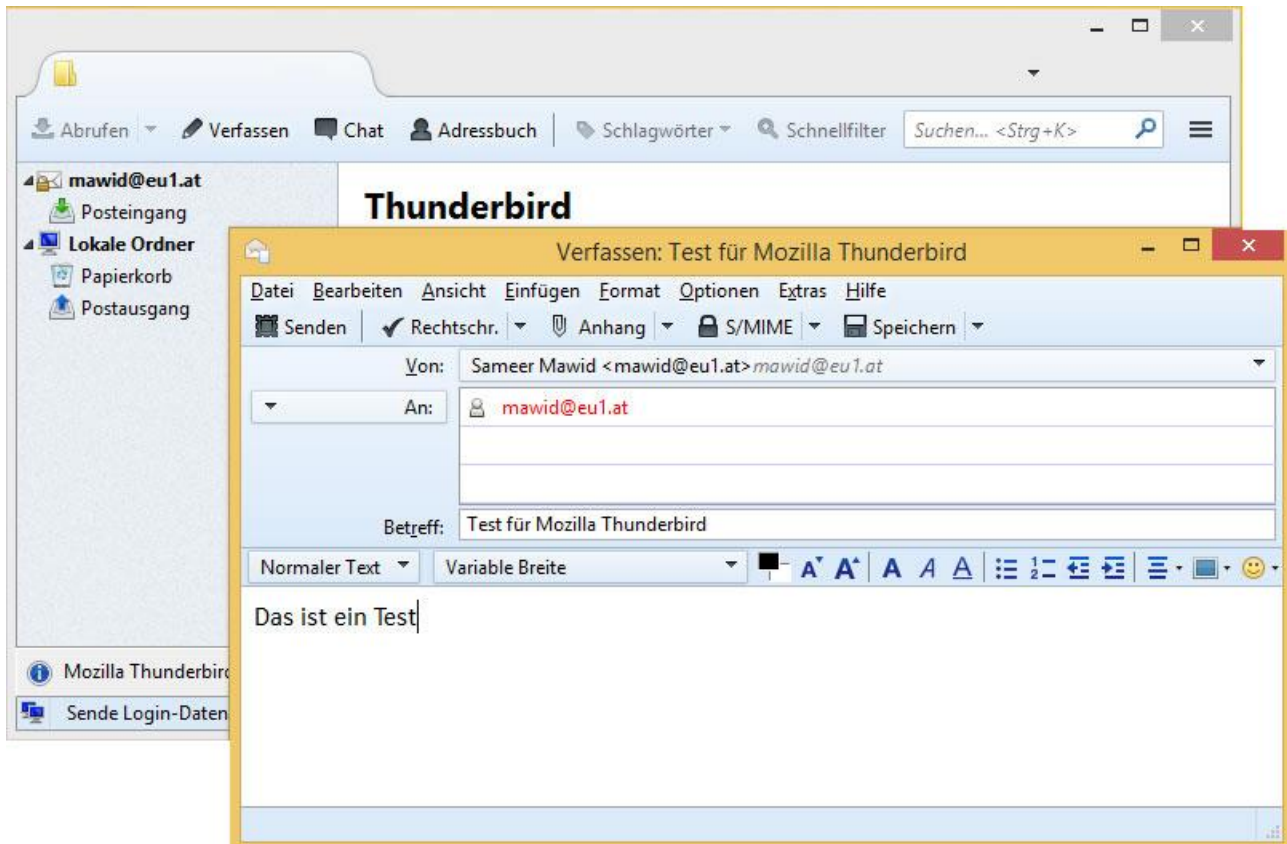 Abrufen Verfassen Chat Adressbuch Schlagwörter Schnellfilter Suchen... <Strg+K>
mawid@eu1.at
Posteingang
Lokale Ordner
Papierkorb
Postausgang
Thunderbird
Verfassen: Test für Mozilla Thunderbird
Datei Bearbeiten Ansicht Einfügen Format Optionen Extras Hilfe
Senden Rechtschr. Anhang S/MIME Speichern
Von: Sameer Mawid <mawid@eu1.at> mawid@eu1.at
An: mawid@eu1.at
Betreff: Test für Mozilla Thunderbird
Normaler Text Variable Breite
Das ist ein Test
Mozilla Thunderbird
Sende Login-Daten